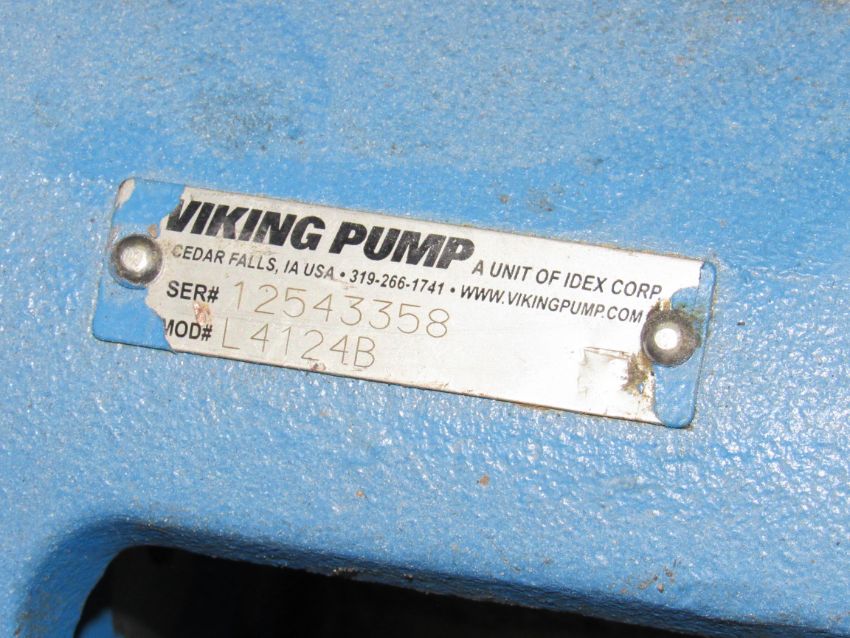 VIKING PUMP A UNIT OF IDEX CORP
CEDAR FALLS, IA USA • 319-266-1741 • WWW.VIKINGPUMP.COM
SER# 12543358
MOD# L4124B